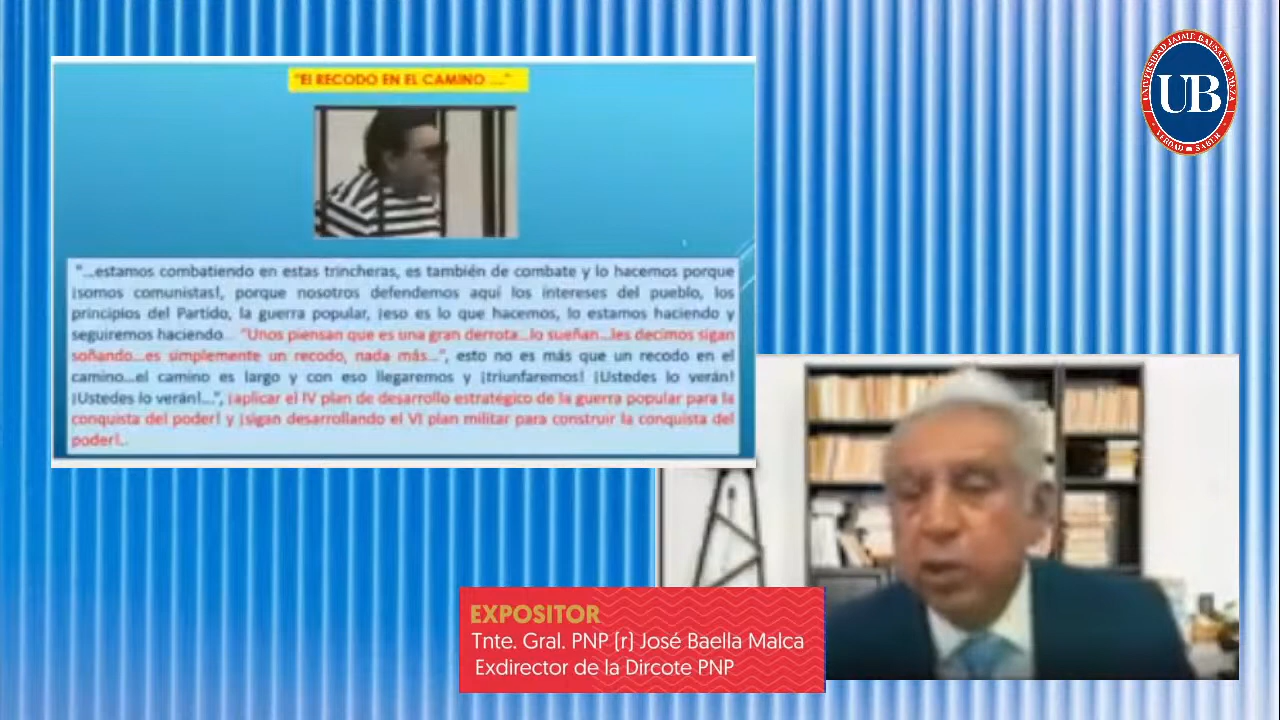 "El RECODO EN EL CAMINO ...."
"...estamos combatiendo en estas trincheras, es también de combate y lo hacemos porque
¡somos comunistas!, porque nosotros defendemos aquí los intereses del pueblo, los
principios del Partido, la guerra popular, ¡eso es lo que hacemos, lo estamos haciendo y
seguiremos haciendo... "Unos piensan que es una gran derrota...lo sueñan...les decimos sigan
soñando...es simplemente un recodo, nada más...", esto no es más que un recodo en el
camino...el camino es largo y con eso llegaremos y ¡triunfaremos! ¡Ustedes lo verán!
¡Ustedes lo verán!...", ¡aplicar el IV plan de desarrollo estratégico de la guerra popular para la
conquista del poder! y ¡sigan desarrollando el VI plan militar para construir la conquista del
poder!..
UNIVERSIDAD JAIME BAUSATE Y MEZA
UB
VERDAD SABER
EXPOSITOR
Tnte. Gral. PNP (r) José Baella Malca
Exdirector de la Dircote PNP